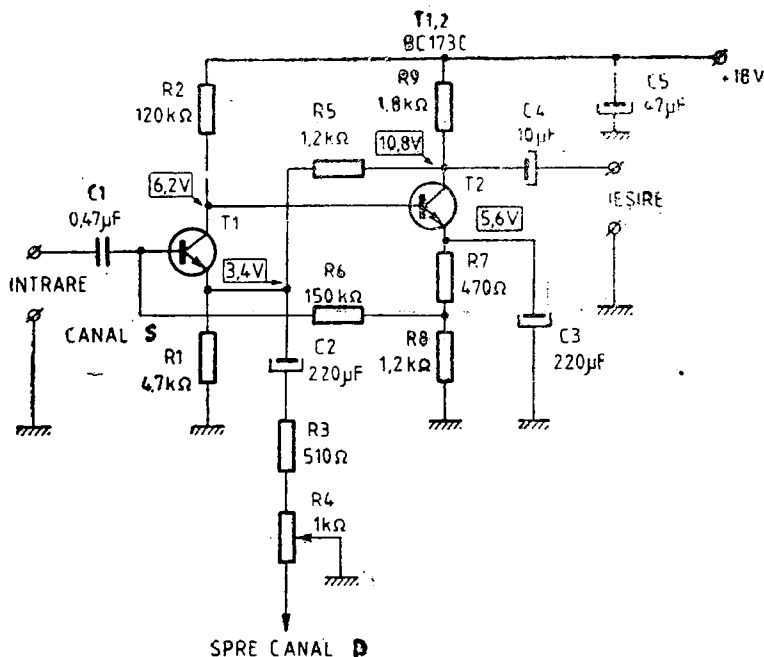 T1,2
BC173C
R2
120kΩ
R5
1,2kΩ
R9
1,8kΩ
C5
47µF
+18V
10,8V
C4
10µF
6,2V
T2
IEȘIRE
C1
0,47µF
T1
5,6V
3,4V
R6
150kΩ
R7
470Ω
INTRARE
CANAL S
R1
4,7kΩ
C2
220µF
R8
1,2kΩ
C3
220µF
R3
510Ω
R4
1kΩ
SPRE CANAL D